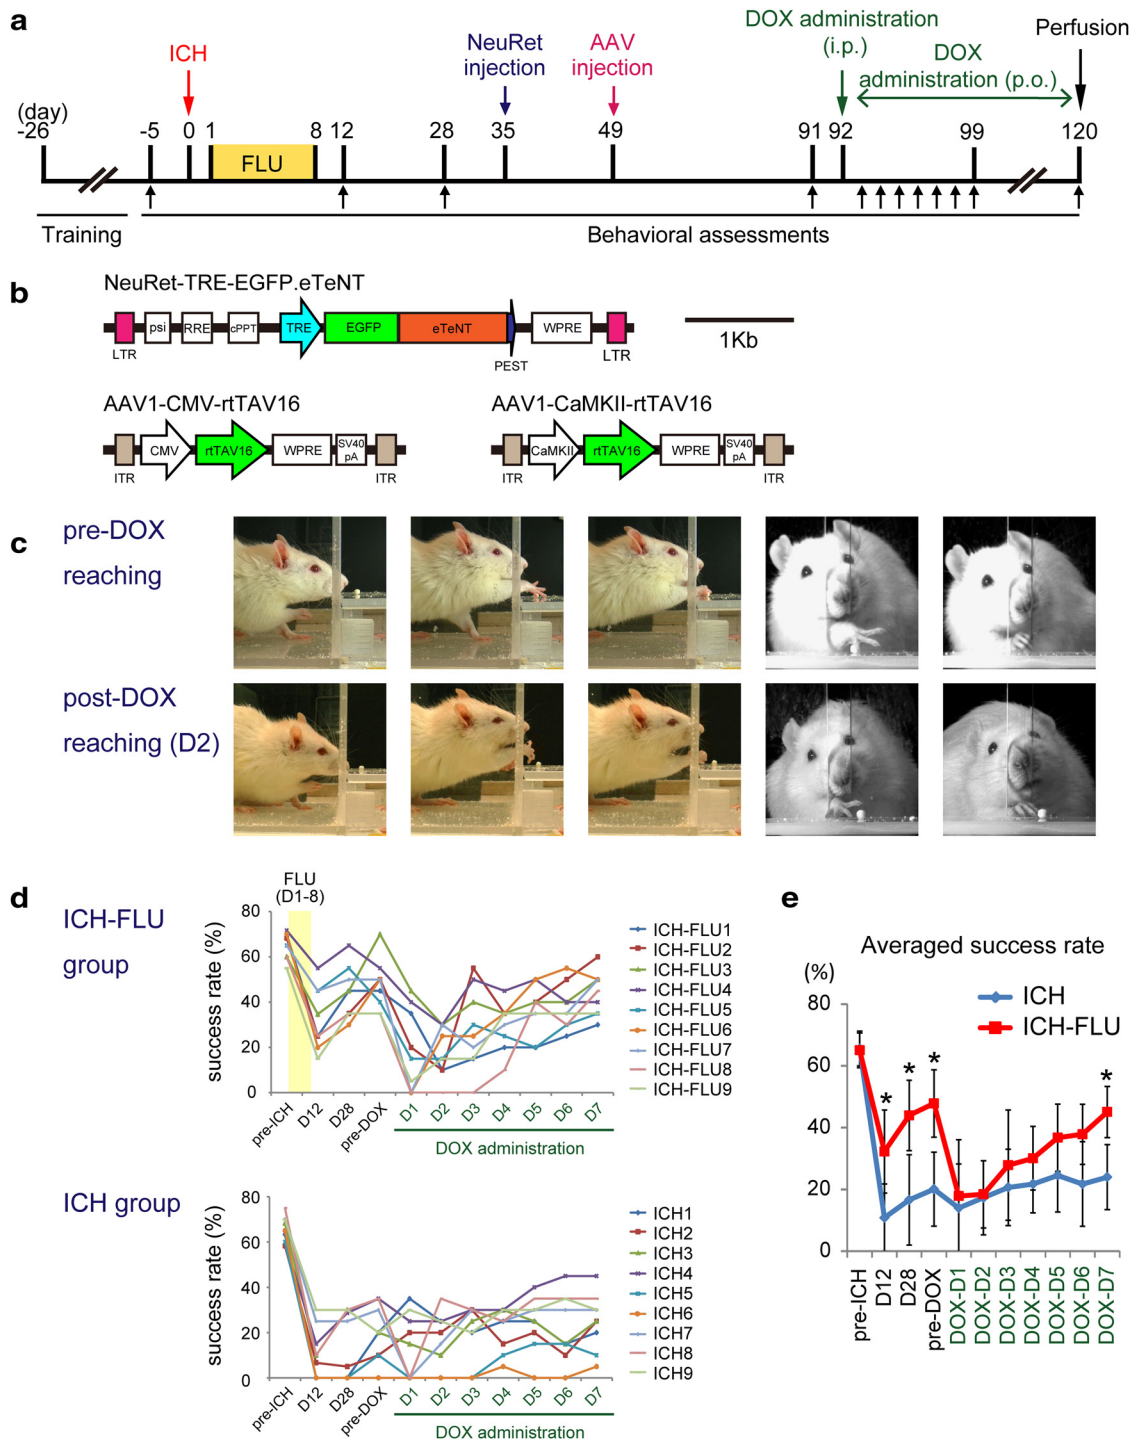 a
ICH
NeuRet
injection
AAV
injection
DOX administration
(i.p.)
DOX
administration (p.o.)
Perfusion
(day)
-26 -5 0 1 8 12 28 35 49 91 92 99 120
FLU
Training
Behavioral assessments
b
NeuRet-TRE-EGFP.eTeNT
psi RRE cPPT TRE EGFP eTeNT WPRE
LTR PEST LTR
1Kb
AAV1-CMV-rtTAV16
CMV rtTAV16 WPRE SV40 pA
ITR ITR
AAV1-CaMKII-rtTAV16
CaMKII rtTAV16 WPRE SV40 pA
ITR ITR
c
pre-DOX
reaching
post-DOX
reaching (D2)
d
ICH-FLU
group
FLU
(D1-8)
success rate (%)
80
60
40
20
0
pre-ICH D12 D28 pre-DOX D1 D2 D3 D4 D5 D6 D7
DOX administration
ICH-FLU1
ICH-FLU2
ICH-FLU3
ICH-FLU4
ICH-FLU5
ICH-FLU6
ICH-FLU7
ICH-FLU8
ICH-FLU9
ICH group
success rate (%)
80
60
40
20
0
pre-ICH D12 D28 pre-DOX D1 D2 D3 D4 D5 D6 D7
DOX administration
ICH1
ICH2
ICH3
ICH4
ICH5
ICH6
ICH7
ICH8
ICH9
e
Averaged success rate
(%)
80
60
40
20
0
ICH
ICH-FLU
* * * *
pre-ICH D12 D28 pre-DOX DOX-D1 DOX-D2 DOX-D3 DOX-D4 DOX-D5 DOX-D6 DOX-D7